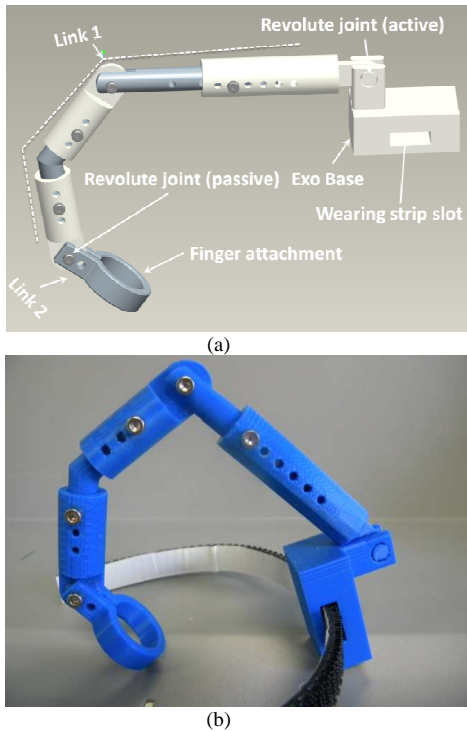 Link 1
Revolute joint (active)
Revolute joint (passive)
Exo Base
Wearing strip slot
Finger attachment
Link 2
(a)
(b)